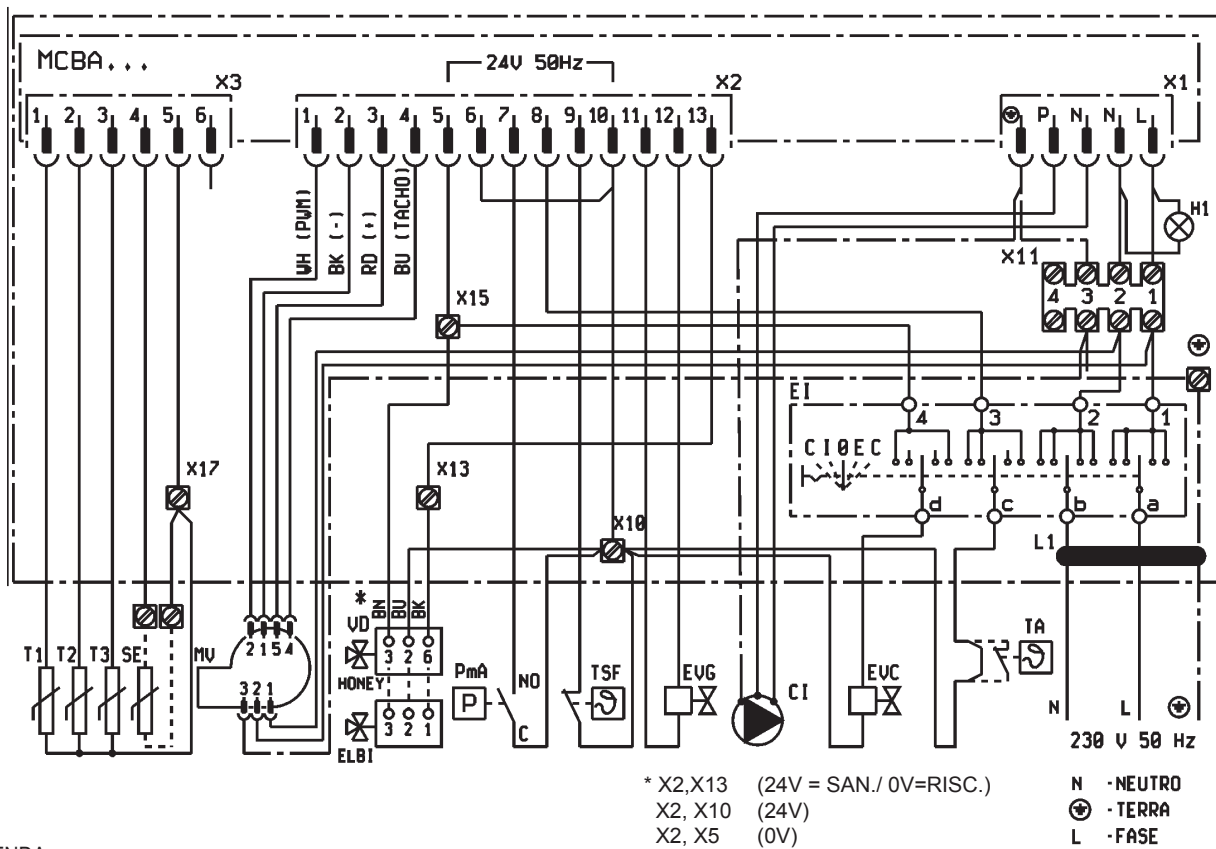 MCBA...
24V 50Hz
X3
X2
X1
1 2 3 4 5 6
1 2 3 4 5 6 7 8 9 10 11 12 13
P N N L
WH (PWM)
BK (-)
RD (+)
BU (TACHO)
H1
X11
4 3 2 1
X15
EI
4 3 2 1
C I 0 E C
X17
X13
d c b a
X10
L1
*
VD
BN
BU
BK
T1 T2 T3 SE
MV
2 1 5 4
3 2 1
3 2 6
HONEY
3 2 1
ELBI
PmA
P
NO
C
TSF
EVG
CI
EVC
TA
N L
230 V 50 Hz
* X2,X13 (24V = SAN./ 0V=RISC.)
X2, X10 (24V)
X2, X5 (0V)
N - NEUTRO
- TERRA
L - FASE